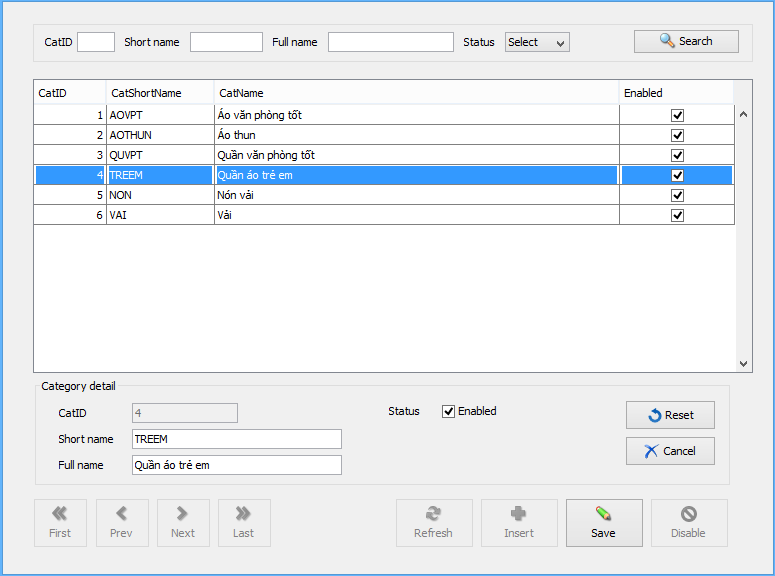 CatID Short name Full name Status Select Search
CatID CatShortName CatName Enabled
1 AOVPT Áo văn phòng tốt
2 AOTHUN Áo thun
3 QUVPT Quần văn phòng tốt
4 TREEM Quần áo trẻ em
5 NON Nón vải
6 VAI Vải
Category detail
CatID 4 Status Enabled Reset
Short name TREEM
Cancel
Full name Quần áo trẻ em
First Prev Next Last Refresh Insert Save Disable